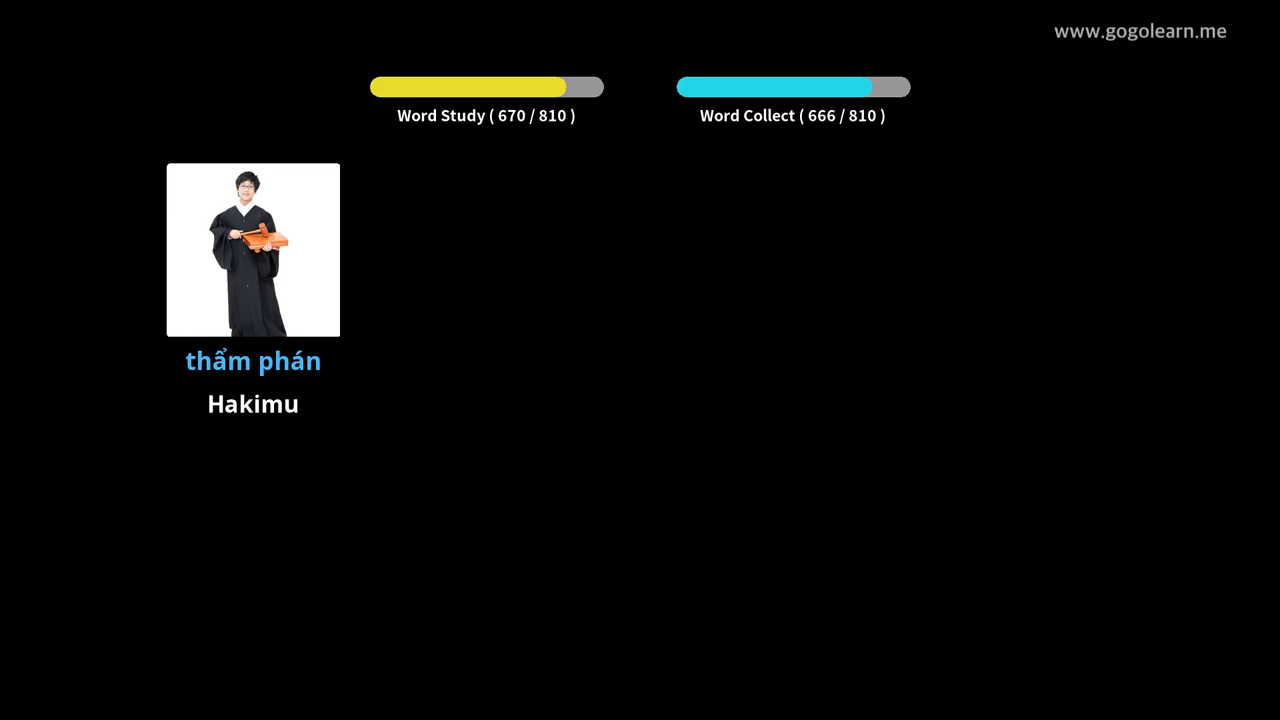 www.gogolearn.me
Word Study ( 670 / 810 )
Word Collect ( 666 / 810 )
thẩm phán
Hakimu